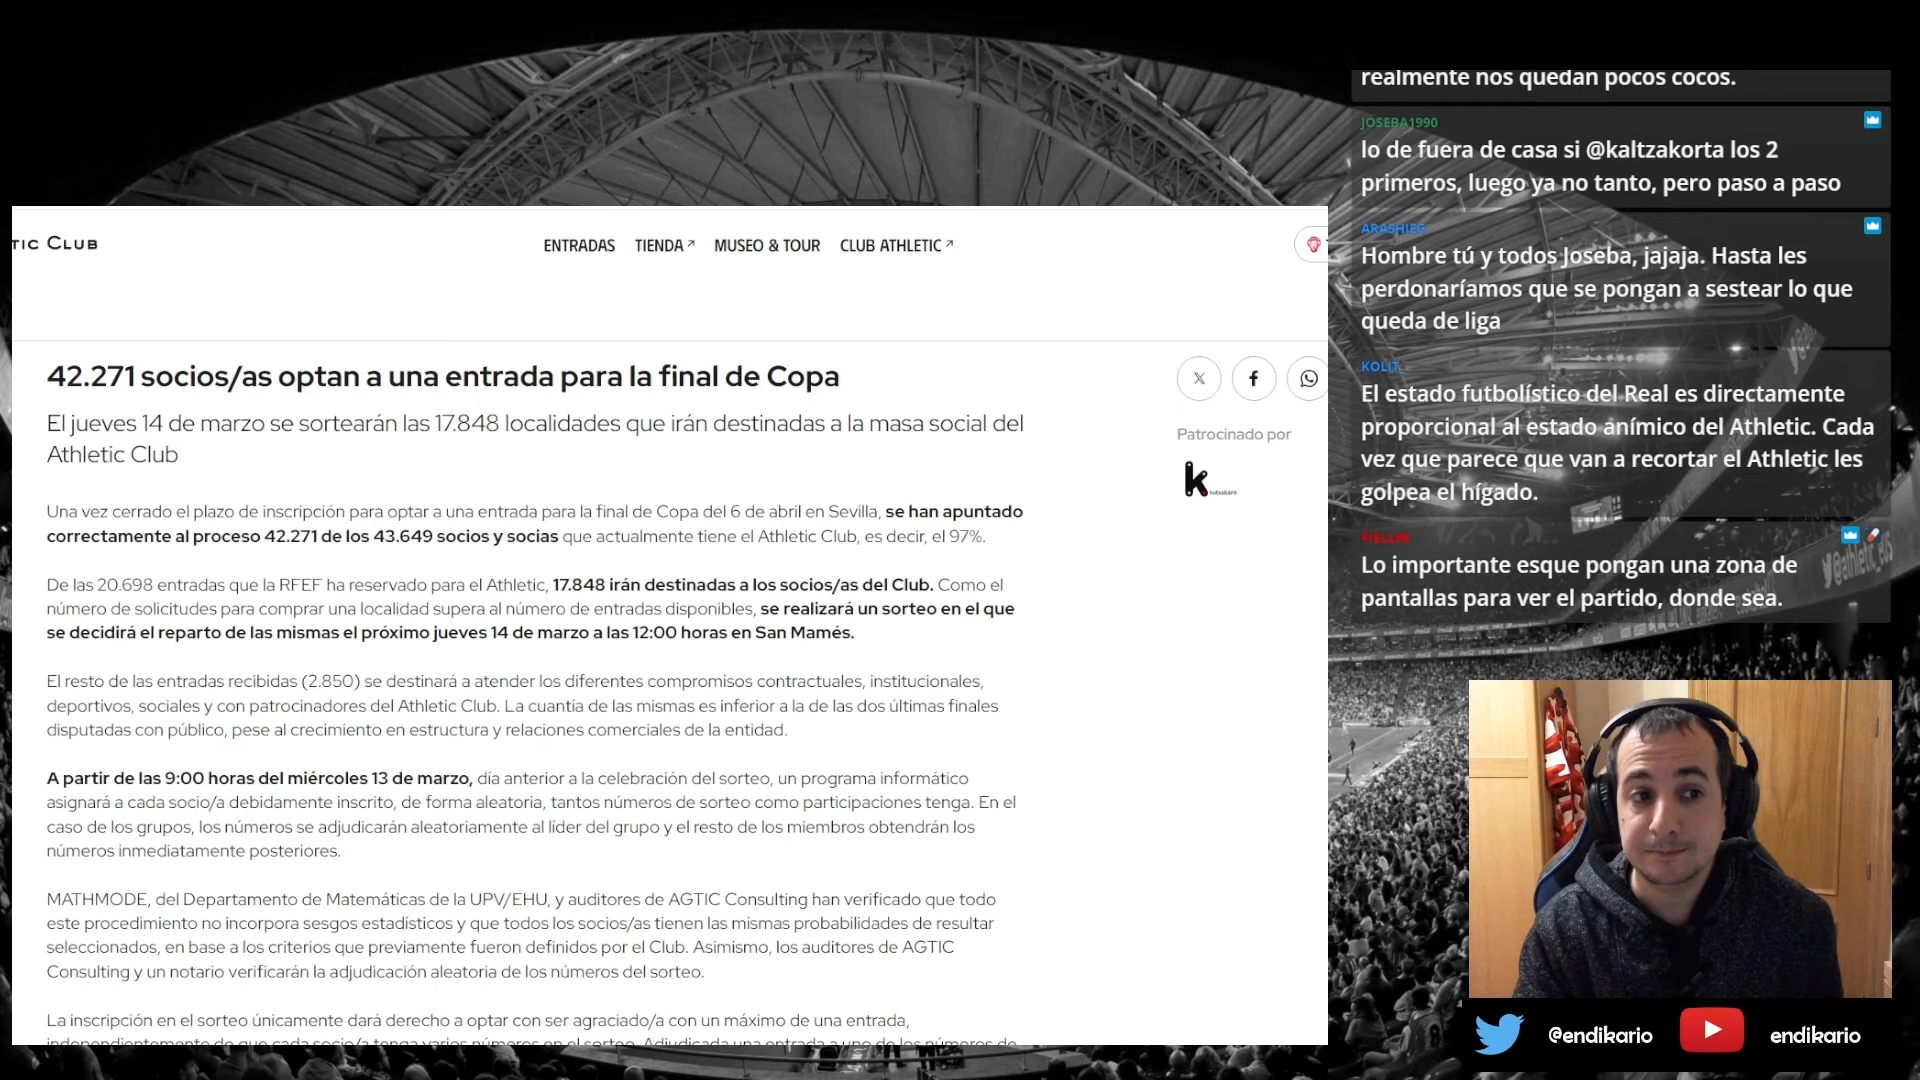 TIC CLUB
ENTRADAS TIENDA MUSEO & TOUR CLUB ATHLETIC
42.271 socios/as optan a una entrada para la final de Copa
El jueves 14 de marzo se sortearán las 17.848 localidades que irán destinadas a la masa social del
Athletic Club
Una vez cerrado el plazo de inscripción para optar a una entrada para la final de Copa del 6 de abril en Sevilla, se han apuntado
correctamente al proceso 42.271 de los 43.649 socios y socias que actualmente tiene el Athletic Club, es decir, el 97%.
De las 20.698 entradas que la RFEF ha reservado para el Athletic, 17.848 irán destinadas a los socios/as del Club. Como el
número de solicitudes para comprar una localidad supera al número de entradas disponibles, se realizará un sorteo en el que
se decidirá el reparto de las mismas el próximo jueves 14 de marzo a las 12:00 horas en San Mamés.
El resto de las entradas recibidas (2.850) se destinará a atender los diferentes compromisos contractuales, institucionales,
deportivos, sociales y con patrocinadores del Athletic Club. La cuantía de las mismas es inferior a la de las dos últimas finales
disputadas con público, pese al crecimiento en estructura y relaciones comerciales de la entidad.
A partir de las 9:00 horas del miércoles 13 de marzo, día anterior a la celebración del sorteo, un programa informático
asignará a cada socio/a debidamente inscrito, de forma aleatoria, tantos números de sorteo como participaciones tenga. En el
caso de los grupos, los números se adjudicarán aleatoriamente al líder del grupo y el resto de los miembros obtendrán los
números inmediatamente posteriores.
MATHMODE, del Departamento de Matemáticas de la UPV/EHU, y auditores de AGTIC Consulting han verificado que todo
este procedimiento no incorpora sesgos estadísticos y que todos los socios/as tienen las mismas probabilidades de resultar
seleccionados, en base a los criterios que previamente fueron definidos por el Club. Asimismo, los auditores de AGTIC
Consulting y un notario verificarán la adjudicación aleatoria de los números del sorteo.
La inscripción en el sorteo únicamente dará derecho a optar con ser agraciado/a con un máximo de una entrada,
independientemente de que cada socio/a tenga varios números en el sorteo. Adjudicada una entrada a uno de los números de
Patrocinado por
k kutxabank
realmente nos quedan pocos cocos.
JOSEBA1990
lo de fuera de casa si @kaltzakorta los 2
primeros, luego ya no tanto, pero paso a paso
ARASHIEG
Hombre tú y todos Joseba, jajaja. Hasta les
perdonaríamos que se pongan a sestear lo que
queda de liga
KOLIT_
El estado futbolístico del Real es directamente
proporcional al estado anímico del Athletic. Cada
vez que parece que van a recortar el Athletic les
golpea el hígado.
Lo importante esque pongan una zona de
pantallas para ver el partido, donde sea.
@endikario endikario